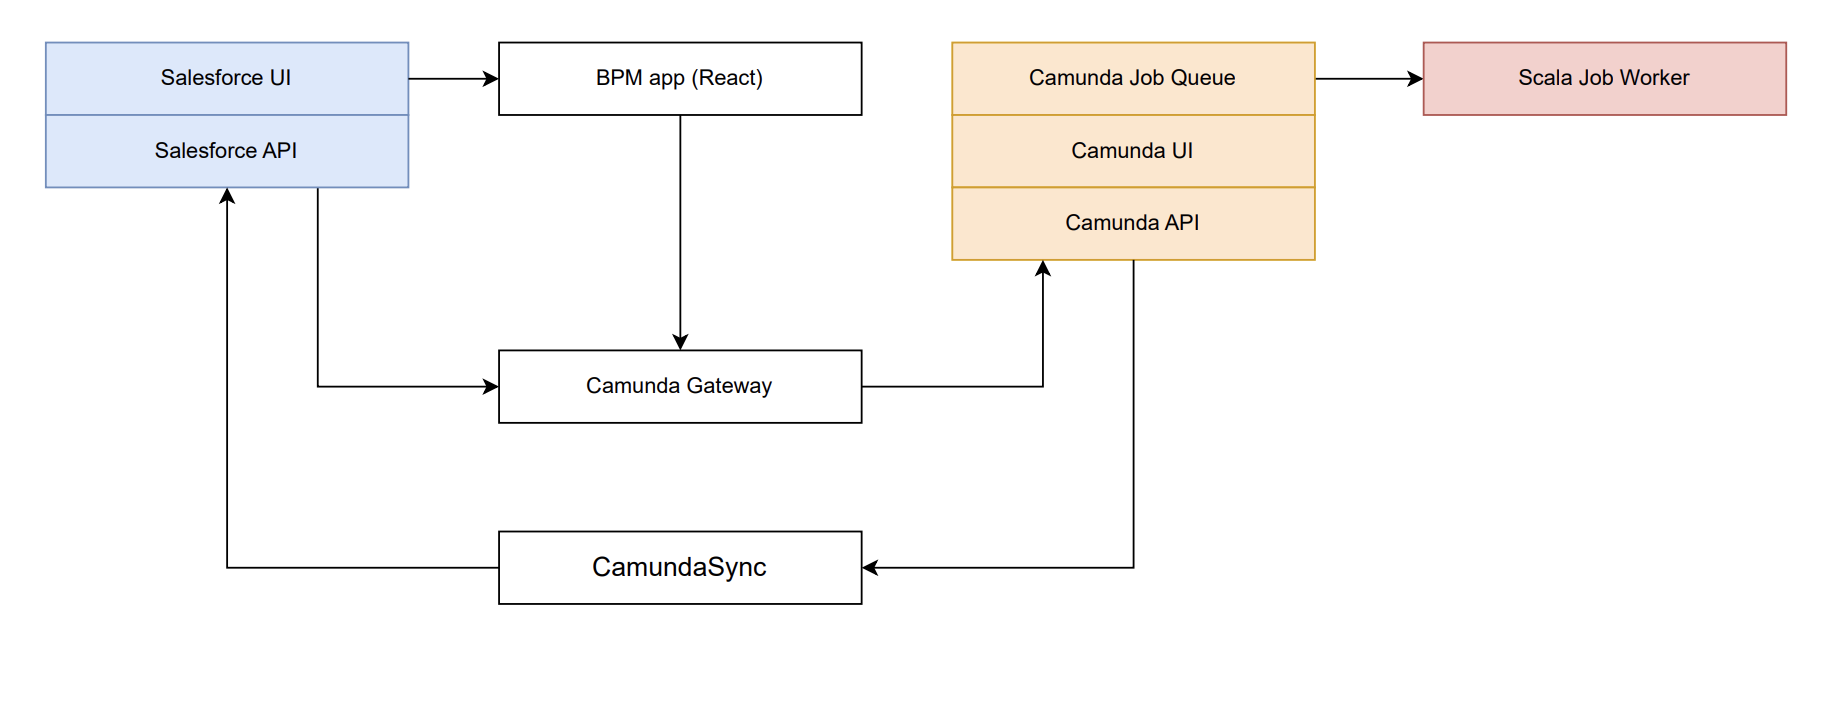 Salesforce UI
BPM app (React)
Camunda Job Queue
Scala Job Worker
Salesforce API
Camunda UI
Camunda API
Camunda Gateway
CamundaSync